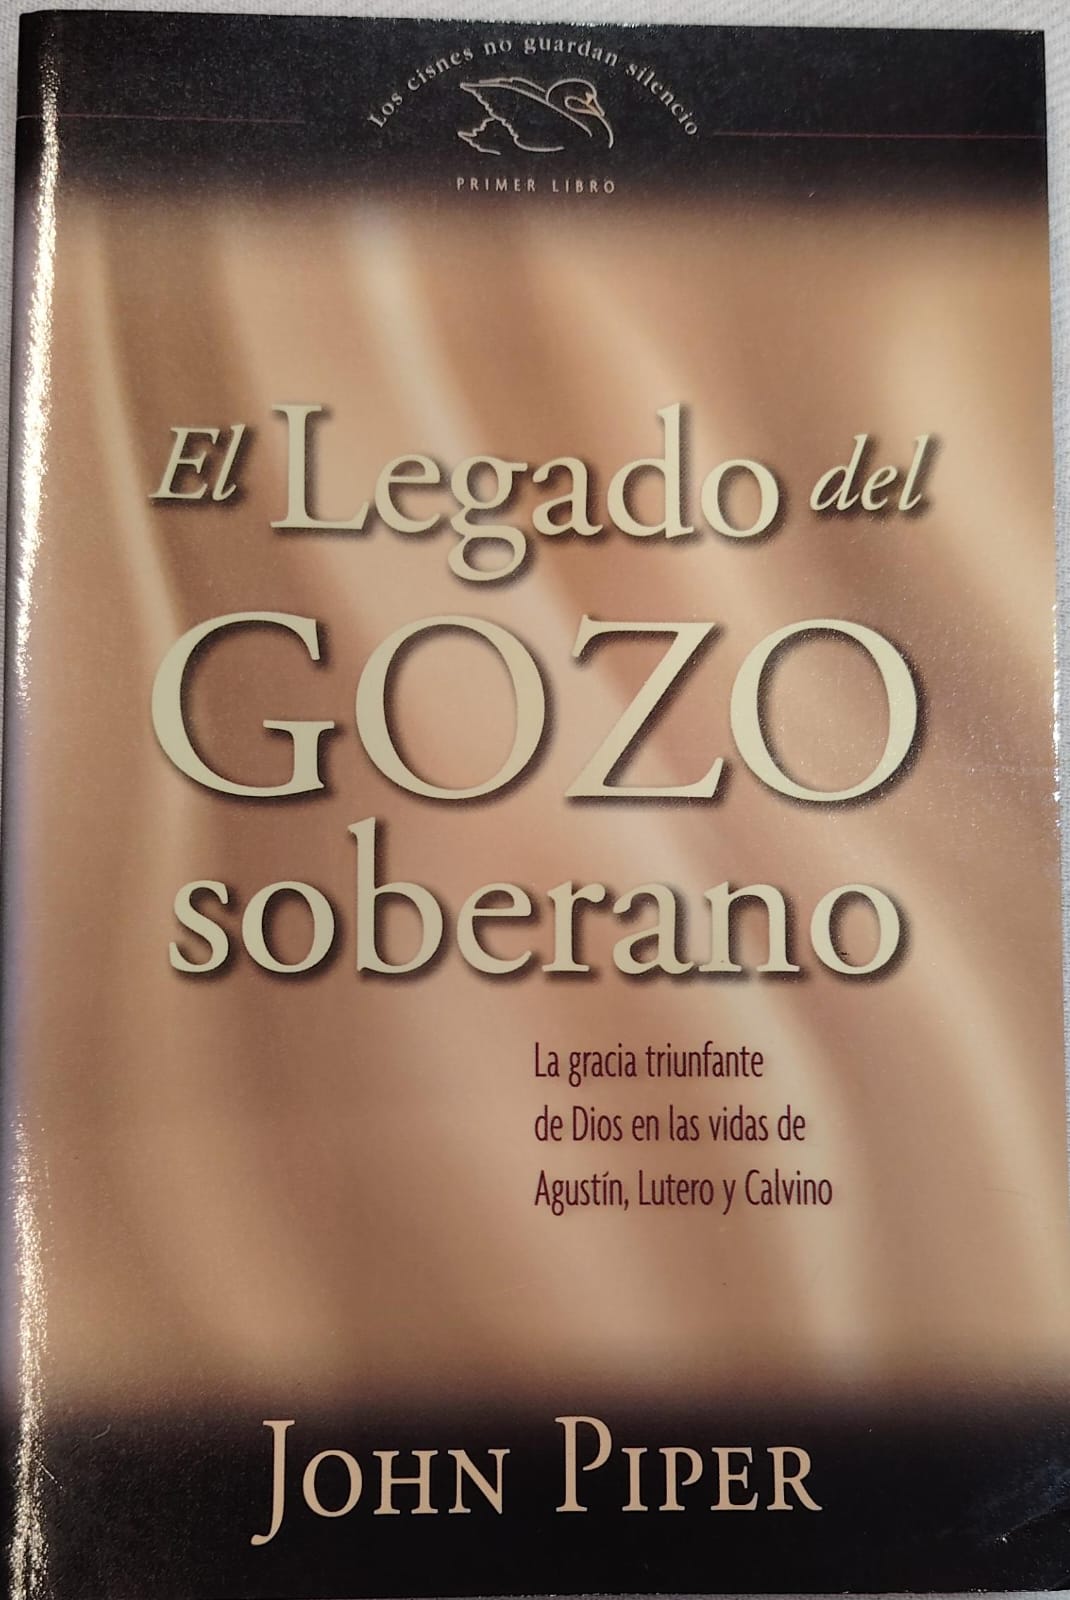 Los cisnes no guardan silencio
PRIMER LIBRO
El Legado del
GOZO
soberano
La gracia triunfante
de Dios en las vidas de
Agustín, Lutero y Calvino
JOHN PIPER